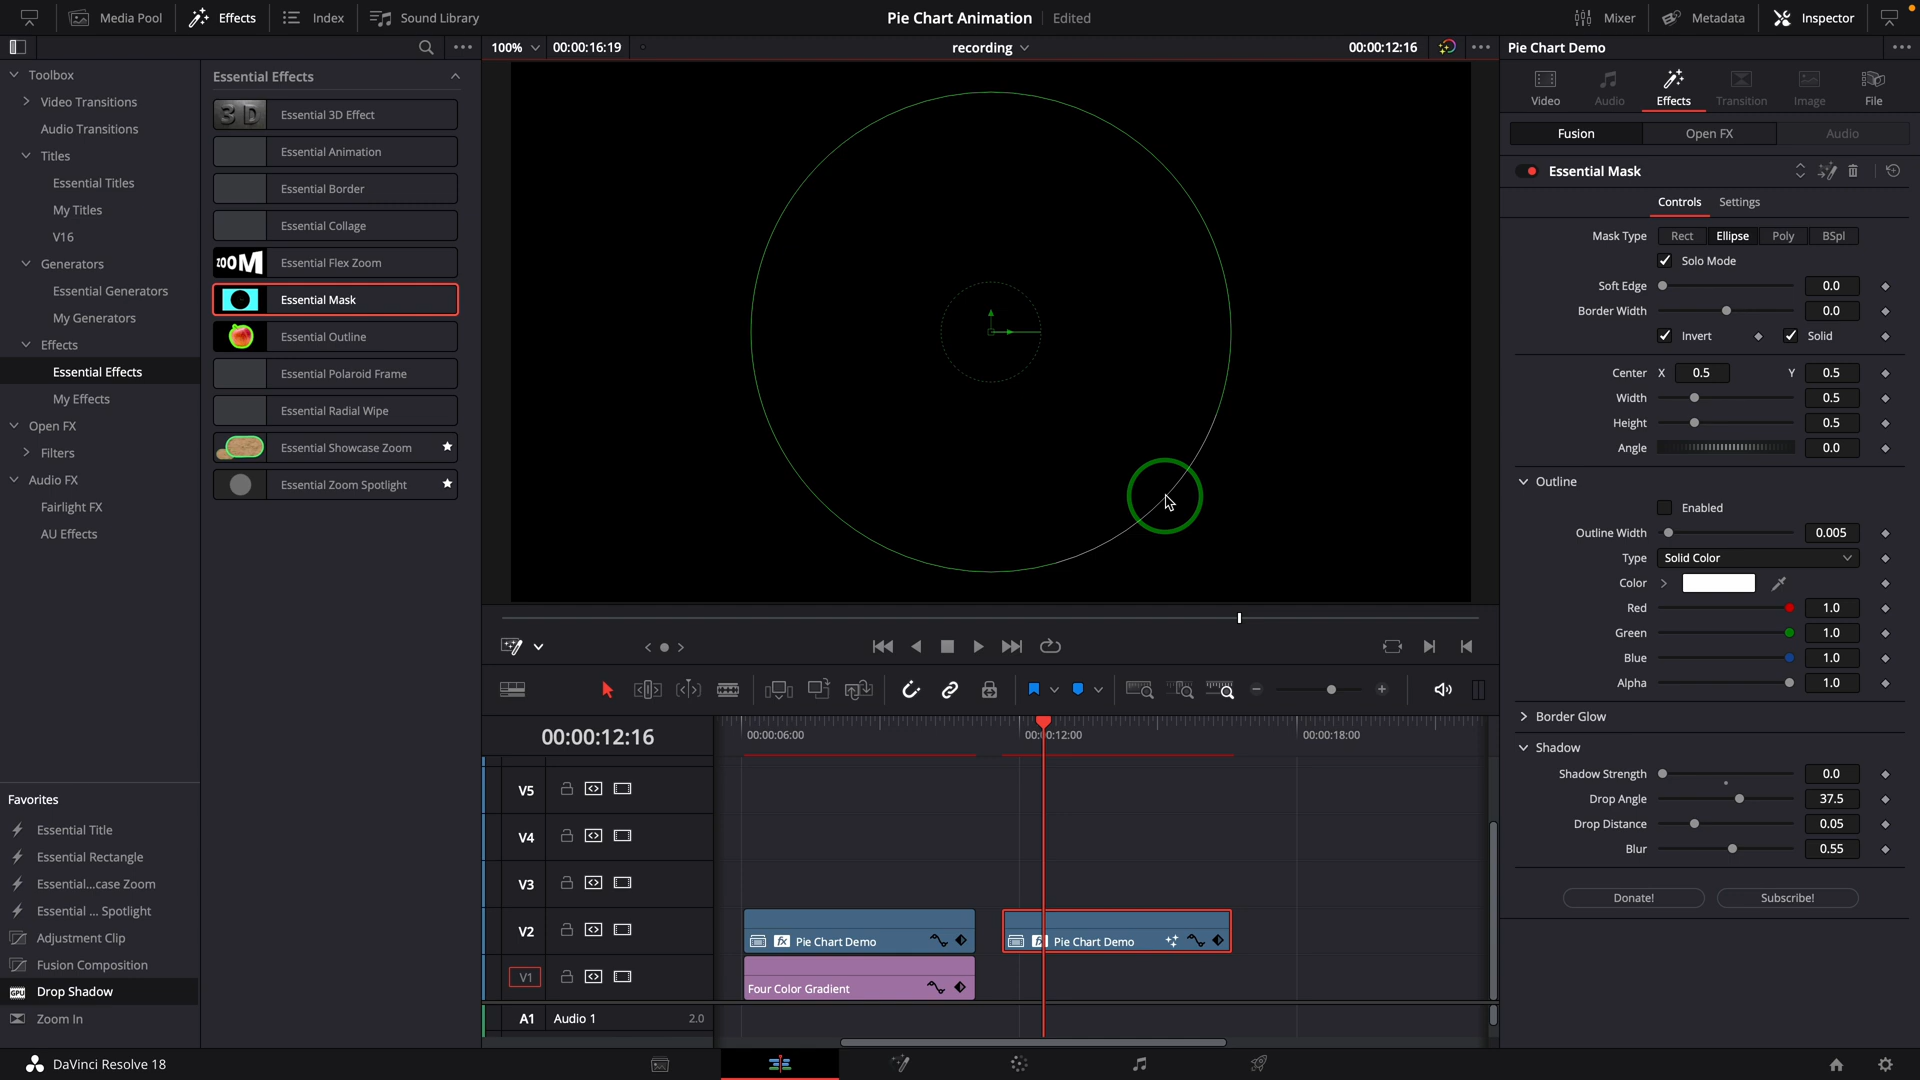 Media Pool
Effects
Index
Sound Library
Pie Chart Animation
Edited
Mixer
Metadata
Inspector
100%
00:00:16:19
recording
00:00:12:16
Pie Chart Demo
Toolbox
Video Transitions
Audio Transitions
Titles
Essential Titles
My Titles
V16
Generators
Essential Generators
My Generators
Effects
Essential Effects
My Effects
Open FX
Filters
Audio FX
Fairlight FX
AU Effects
Favorites
Essential Title
Essential Rectangle
Essential...case Zoom
Essential ... Spotlight
Adjustment Clip
Fusion Composition
GPU
Drop Shadow
Zoom In
Essential Effects
3D
Essential 3D Effect
Essential Animation
Essential Border
Essential Collage
ZOOM
Essential Flex Zoom
Essential Mask
Essential Outline
Essential Polaroid Frame
Essential Radial Wipe
Essential Showcase Zoom
Essential Zoom Spotlight
00:00:12:16
00:00:06:00
00:00:12:00
00:00:18:00
V5
V4
V3
V2
Pie Chart Demo
Pie Chart Demo
V1
Four Color Gradient
A1
Audio 1
2.0
Video
Audio
Effects
Transition
Image
File
Fusion
Open FX
Audio
Essential Mask
Controls
Settings
Mask Type
Rect
Ellipse
Poly
BSpl
Solo Mode
Soft Edge
0.0
Border Width
0.0
Invert
Solid
Center
X
0.5
Y
0.5
Width
0.5
Height
0.5
Angle
0.0
Outline
Enabled
Outline Width
0.005
Type
Solid Color
Color
Red
1.0
Green
1.0
Blue
1.0
Alpha
1.0
Border Glow
Shadow
Shadow Strength
0.0
Drop Angle
37.5
Drop Distance
0.05
Blur
0.55
Donate!
Subscribe!
DaVinci Resolve 18